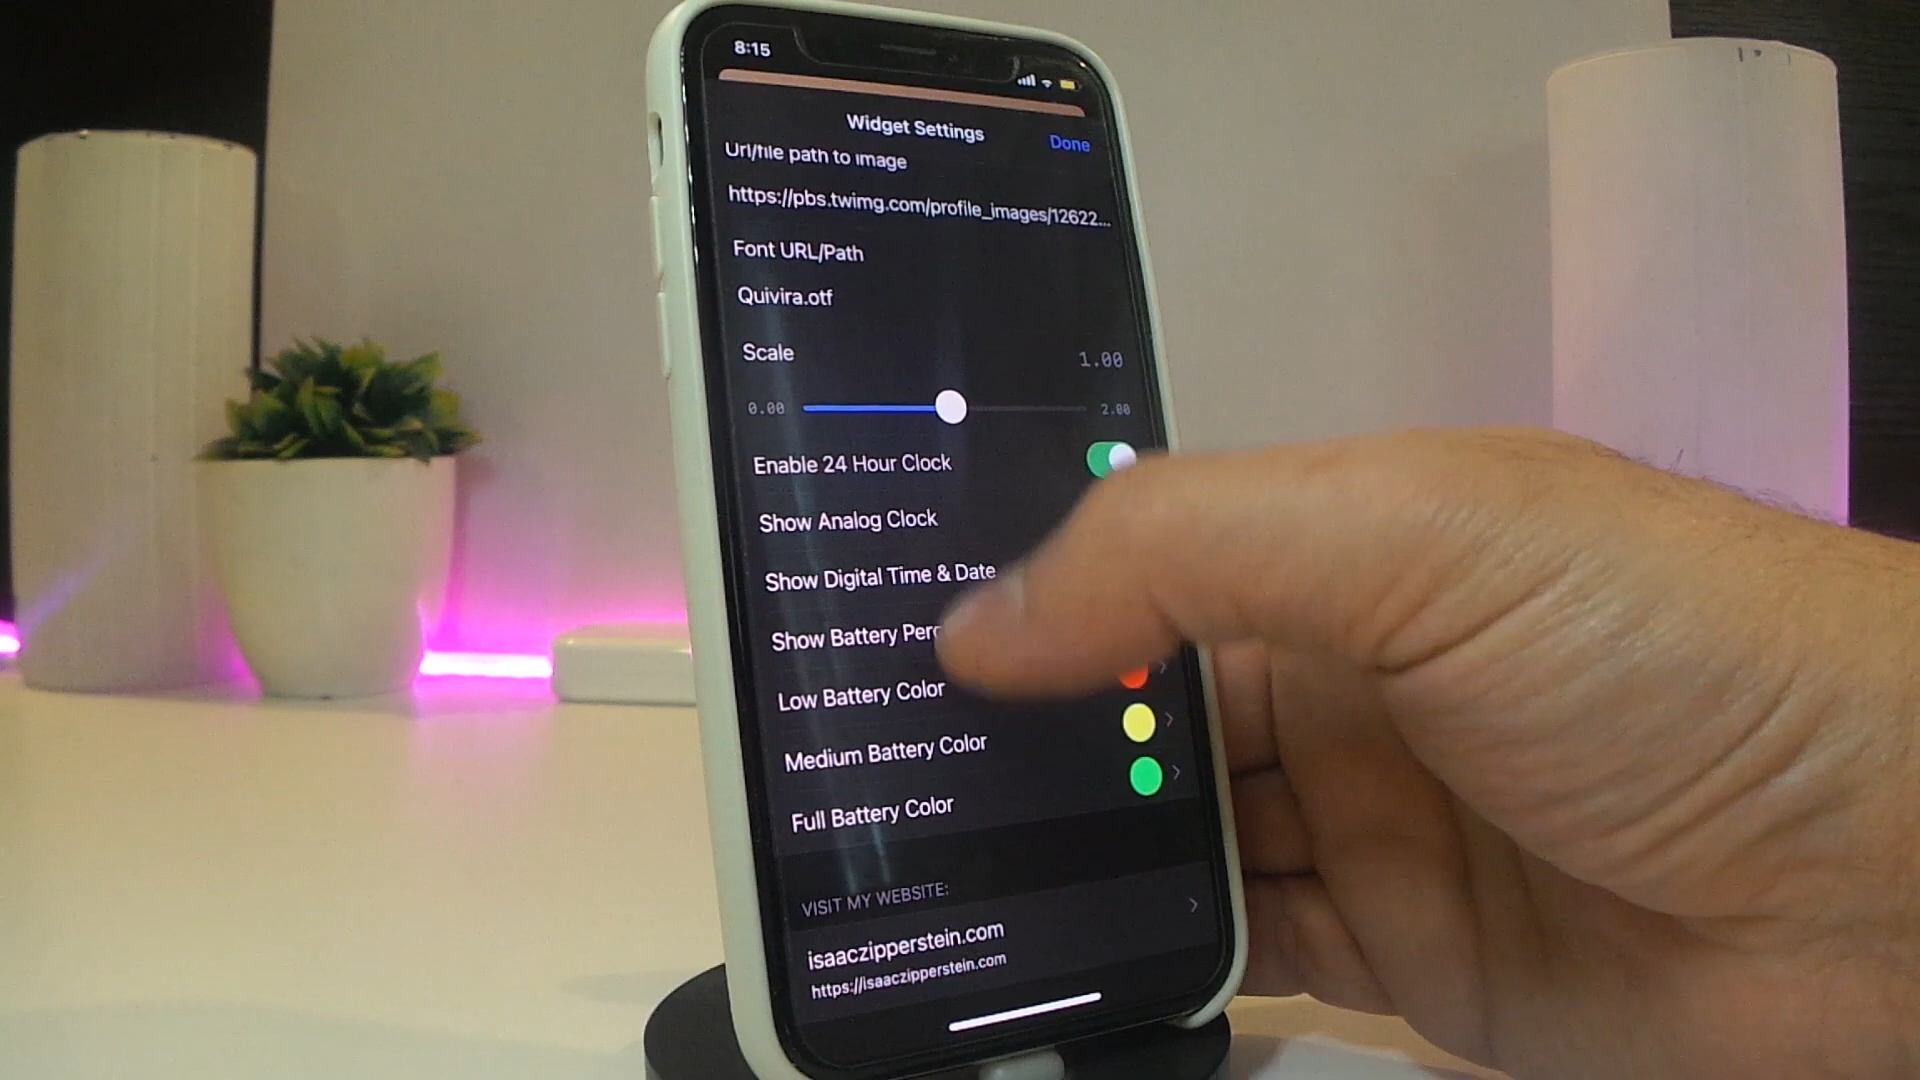 8:15
Widget Settings
Done
Url/file path to image
https://pbs.twimg.com/profile_images/12622...
Font URL/Path
Quivira.otf
Scale
1.00
0.00
2.00
Enable 24 Hour Clock
Show Analog Clock
Show Digital Time & Date
Show Battery
Low Battery Color
Medium Battery Color
Full Battery Color
VISIT MY WEBSITE:
isaaczipperstein.com
https://isaaczipperstein.com